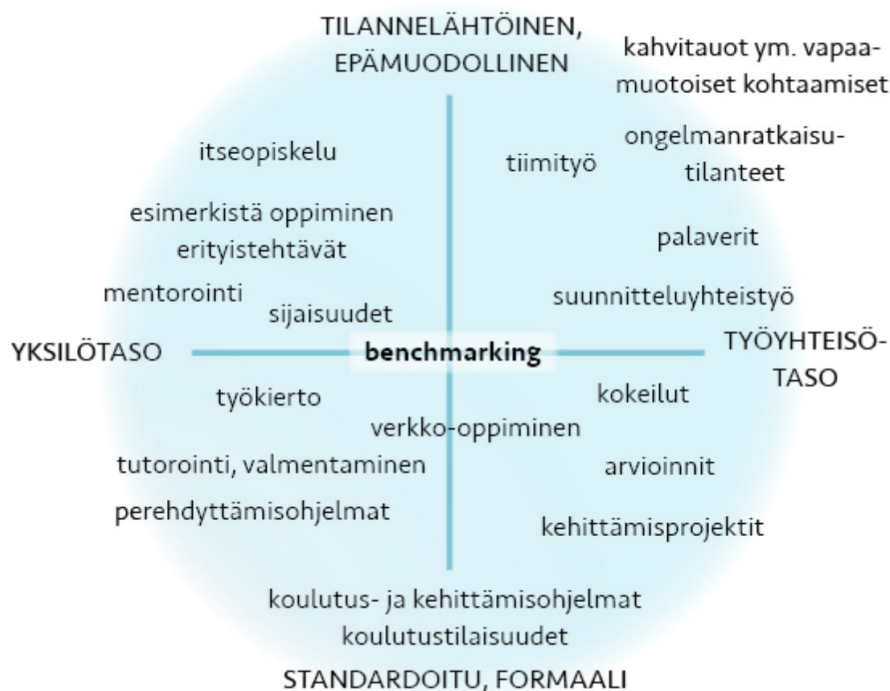 TILANNELÄHTÖINEN,
EPÄMUODOLLINEN
kahvitauot ym. vapaa-
muotoiset kohtaamiset
itseopiskelu
tiimityö
ongelmanratkaisu-
tilanteet
esimerkistä oppiminen
erityistehtävät
palaverit
mentorointi
sijaisuudet
suunnitteluyhteistyö
YKSILÖTASO
benchmarking
TYÖYHTEISÖ-
TASO
työkierto
kokeilut
verkko-oppiminen
tutorointi, valmentaminen
arvioinnit
perehdyttämisohjelmat
kehittämisprojektit
koulutus- ja kehittämisohjelmat
koulutustilaisuudet
STANDARDOITU, FORMAALI